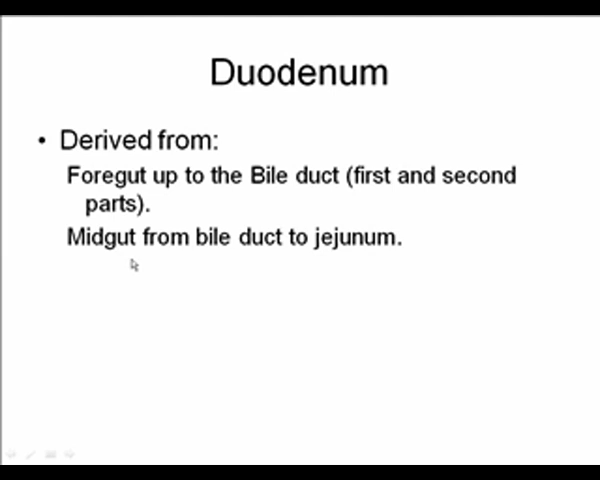 Duodenum
• Derived from:
Foregut up to the Bile duct (first and second
parts).
Midgut from bile duct to jejunum.